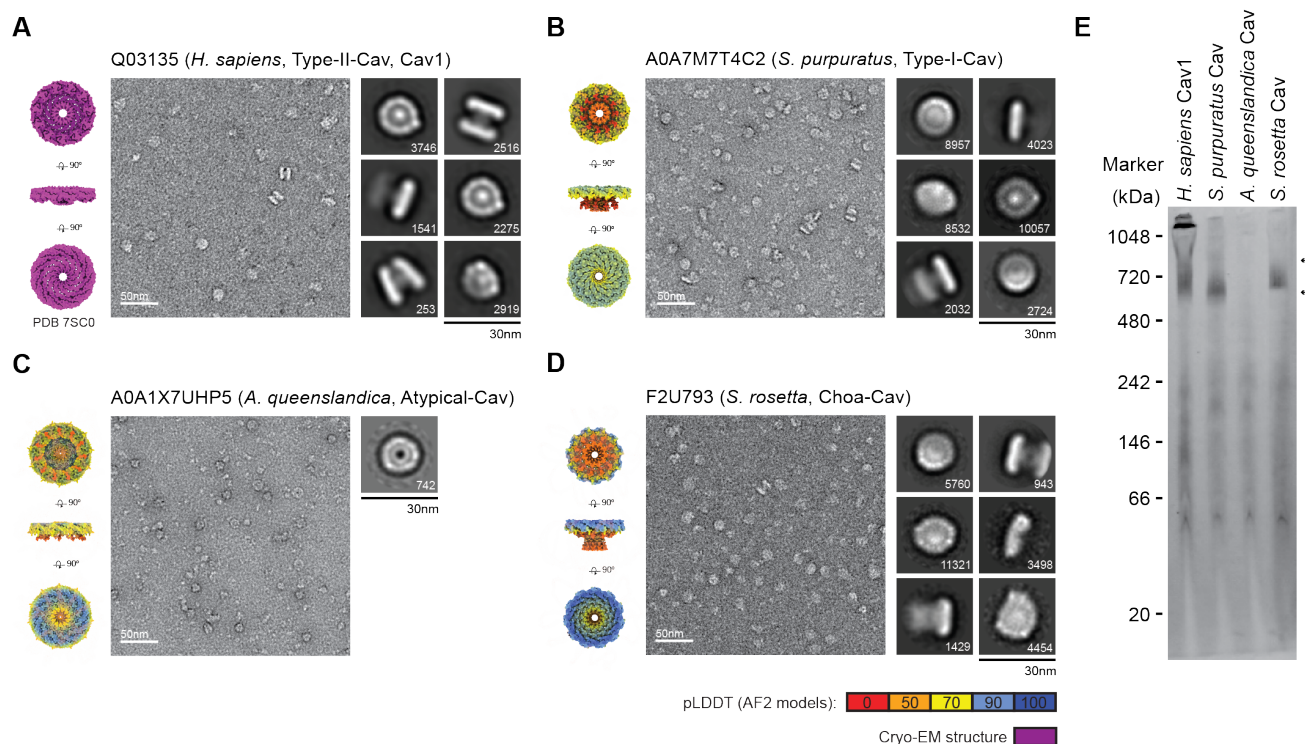 A
Q03135 (H. sapiens, Type-II-Cav, Cav1)
90°
90°
PDB 7SC0
50nm
3746
2516
1541
2275
253
2919
30nm
B
A0A7M7T4C2 (S. purpuratus, Type-I-Cav)
90°
90°
50nm
8957
4023
8532
10057
2032
2724
30nm
C
A0A1X7UHP5 (A. queenslandica, Atypical-Cav)
90°
90°
50nm
742
30nm
D
F2U793 (S. rosetta, Choa-Cav)
90°
90°
50nm
5760
943
11321
3498
1429
4454
30nm
pLDDT (AF2 models):
0 50 70 90 100
Cryo-EM structure
E
H. sapiens Cav1
S. purpuratus Cav
A. queenslandica Cav
S. rosetta Cav
Marker
(kDa)
1048 -
720 -
480 -
242 -
146 -
66 -
20 -